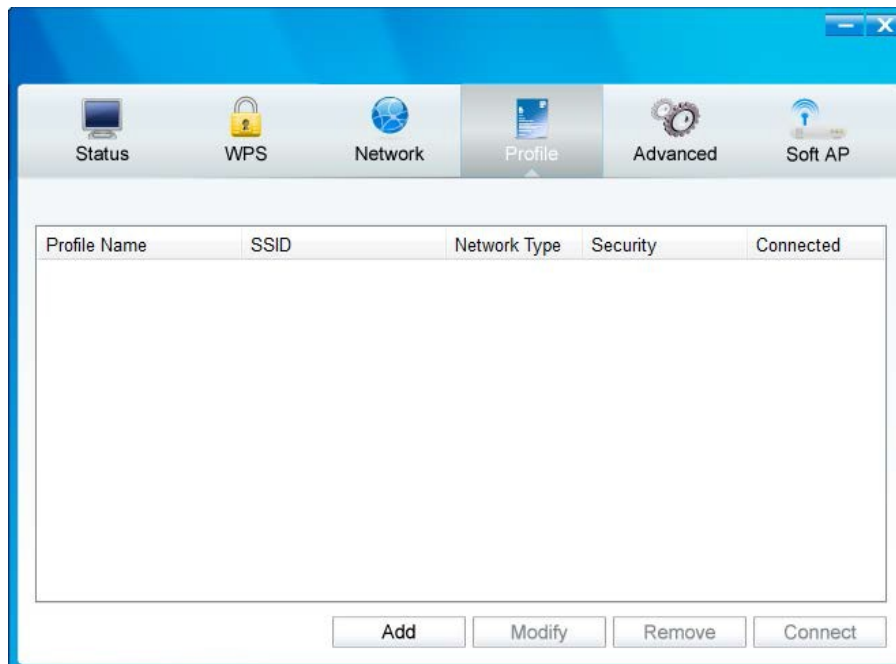 Status WPS Network Profile Advanced Soft AP
Profile Name SSID Network Type Security Connected
Add Modify Remove Connect